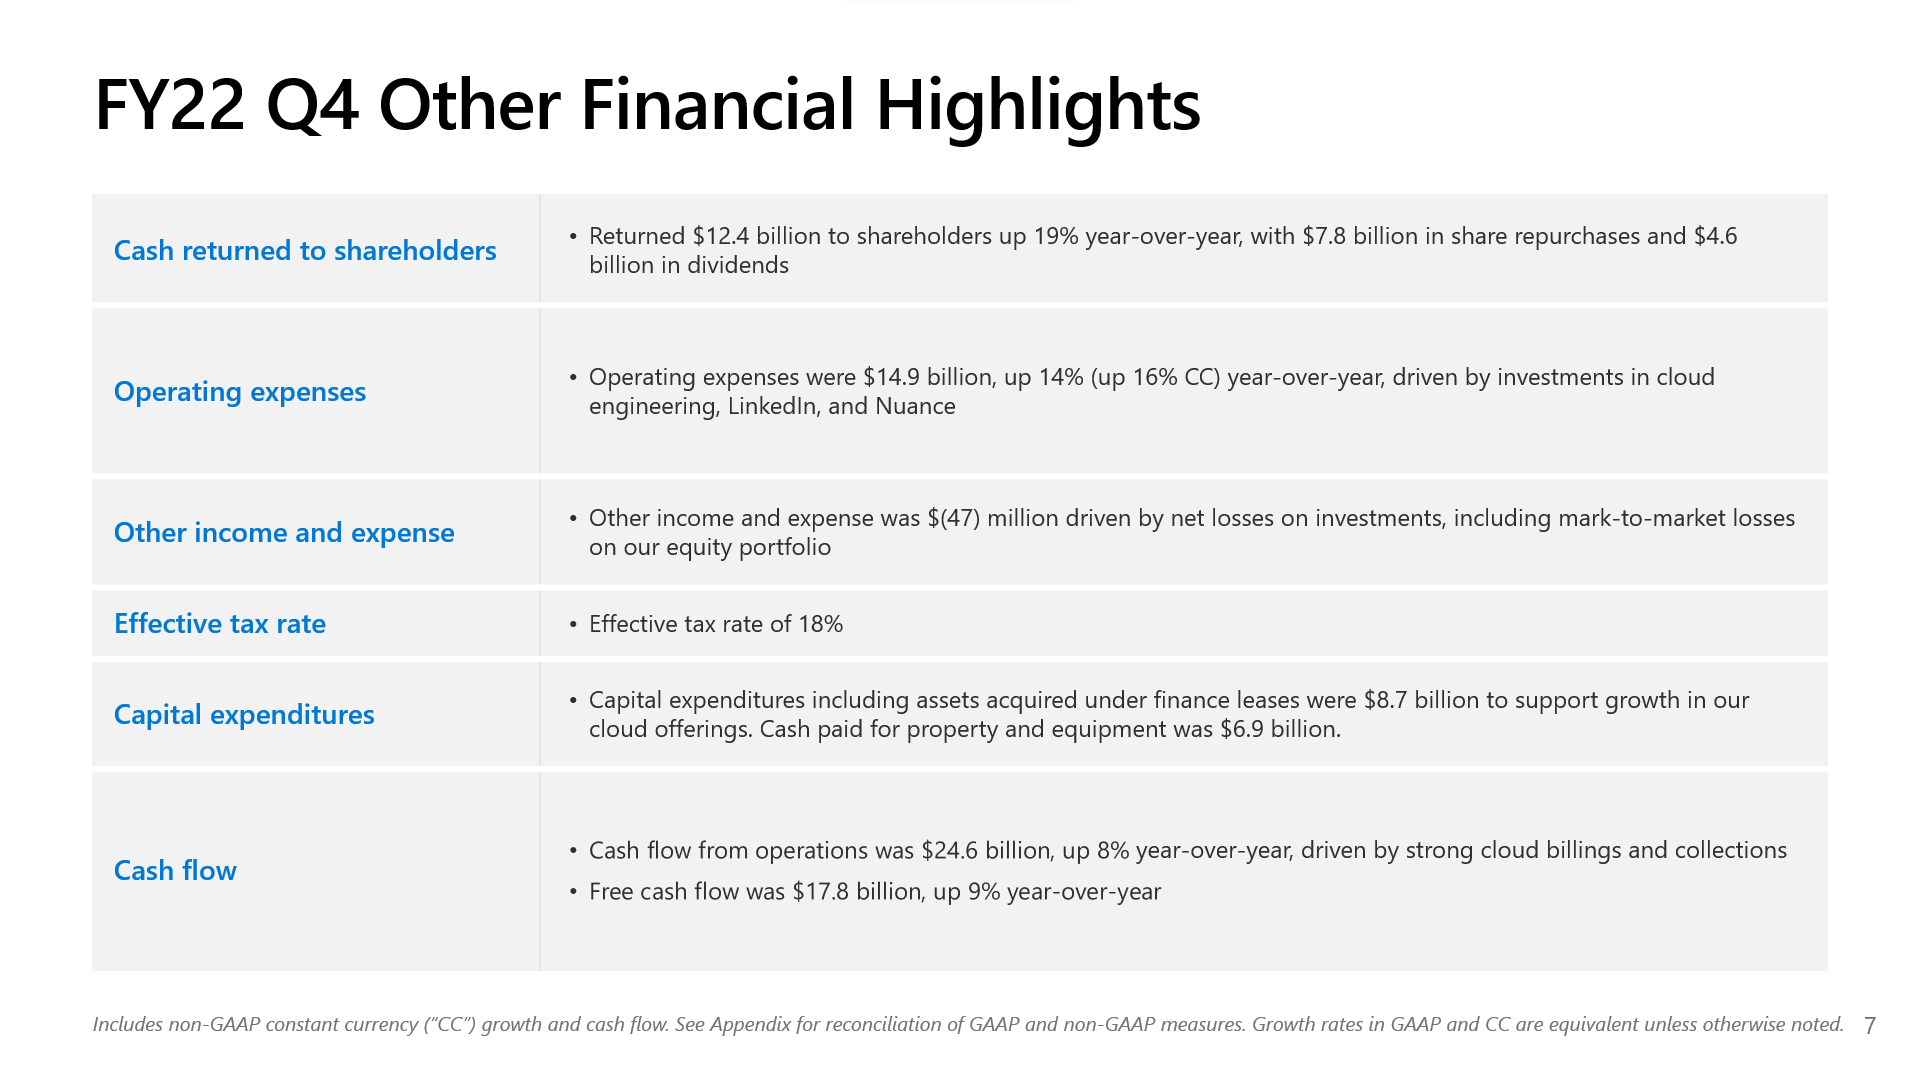 FY22 Q4 Other Financial Highlights
Cash returned to shareholders
• Returned $12.4 billion to shareholders up 19% year-over-year, with $7.8 billion in share repurchases and $4.6
billion in dividends
Operating expenses
• Operating expenses were $14.9 billion, up 14% (up 16% CC) year-over-year, driven by investments in cloud
engineering, LinkedIn, and Nuance
Other income and expense
• Other income and expense was $(47) million driven by net losses on investments, including mark-to-market losses
on our equity portfolio
Effective tax rate
• Effective tax rate of 18%
Capital expenditures
• Capital expenditures including assets acquired under finance leases were $8.7 billion to support growth in our
cloud offerings. Cash paid for property and equipment was $6.9 billion.
Cash flow
• Cash flow from operations was $24.6 billion, up 8% year-over-year, driven by strong cloud billings and collections
• Free cash flow was $17.8 billion, up 9% year-over-year
Includes non-GAAP constant currency (“CC”) growth and cash flow. See Appendix for reconciliation of GAAP and non-GAAP measures. Growth rates in GAAP and CC are equivalent unless otherwise noted.
7